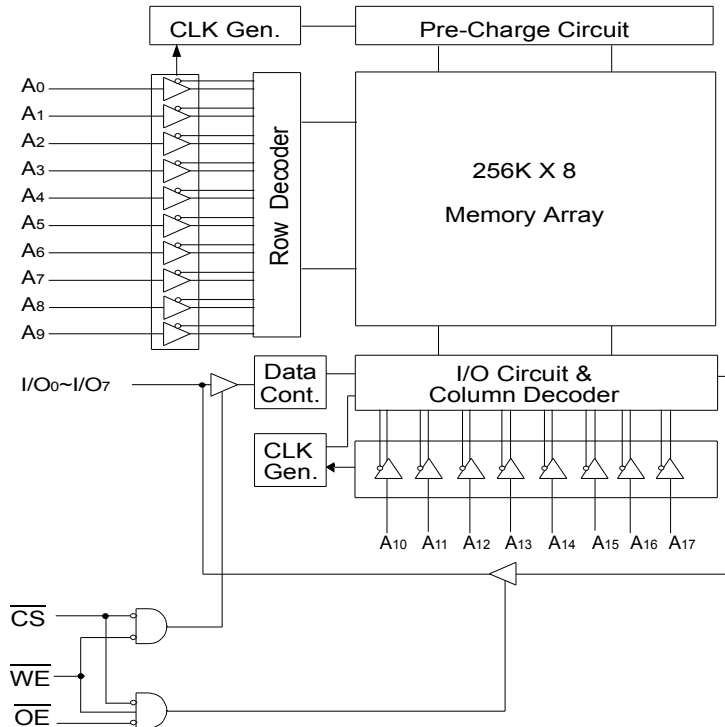 CLK Gen.
Pre-Charge Circuit
A0
A1
A2
A3
A4
A5
A6
A7
A8
A9
Row Decoder
256K X 8
Memory Array
I/O0~I/O7
Data
Cont.
I/O Circuit &
Column Decoder
CLK
Gen.
A10 A11 A12 A13 A14 A15 A16 A17
CS
WE
OE